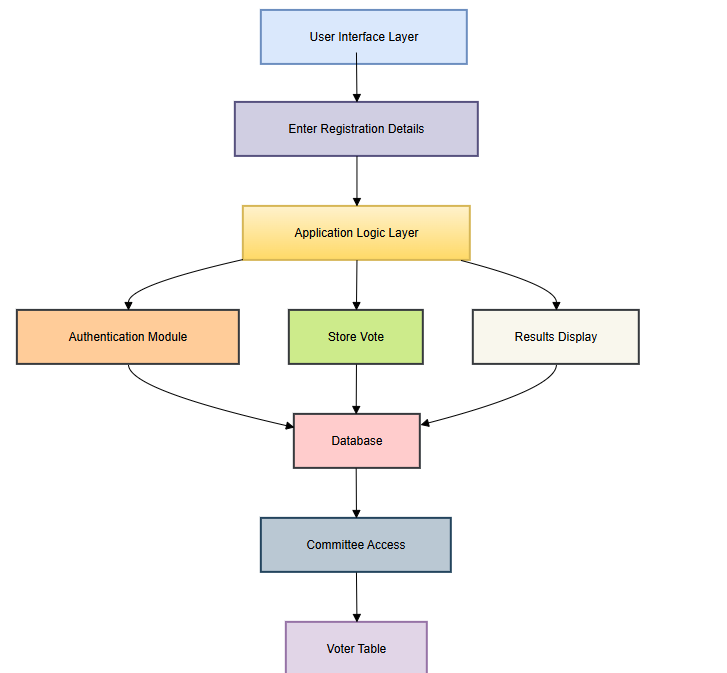 User Interface Layer
Enter Registration Details
Application Logic Layer
Authentication Module
Store Vote
Results Display
Database
Committee Access
Voter Table